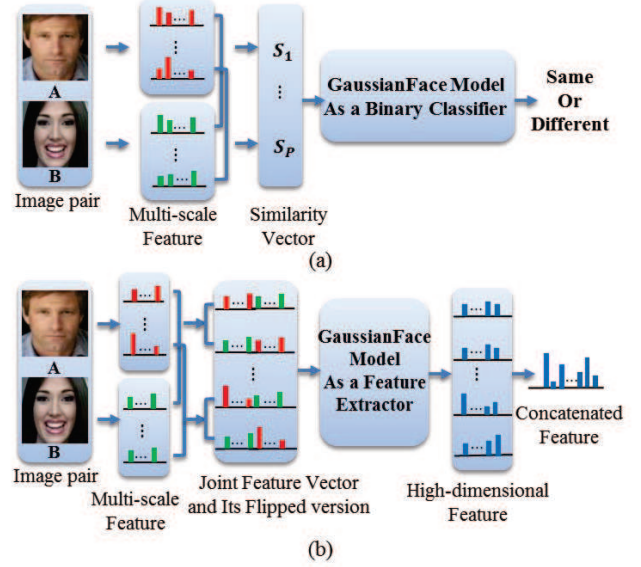 A
B
Image pair
Multi-scale
Feature
S1
⋮
SP
Similarity
Vector
GaussianFace Model
As a Binary Classifier
Same
Or
Different
(a)
A
B
Image pair
Multi-scale
Feature
Joint Feature Vector
and Its Flipped version
GaussianFace
Model
As a Feature
Extractor
High-dimensional
Feature
Concatenated
Feature
(b)